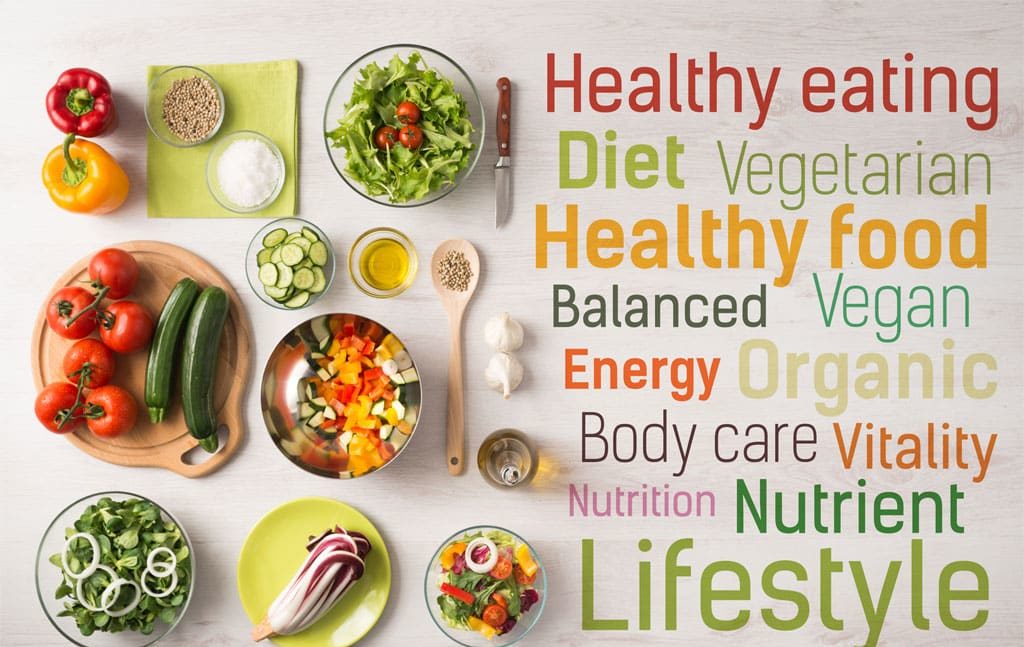 Healthy eating
Diet Vegetarian
Healthy food
Balanced Vegan
Energy Organic
Body care Vitality
Nutrition Nutrient
Lifestyle